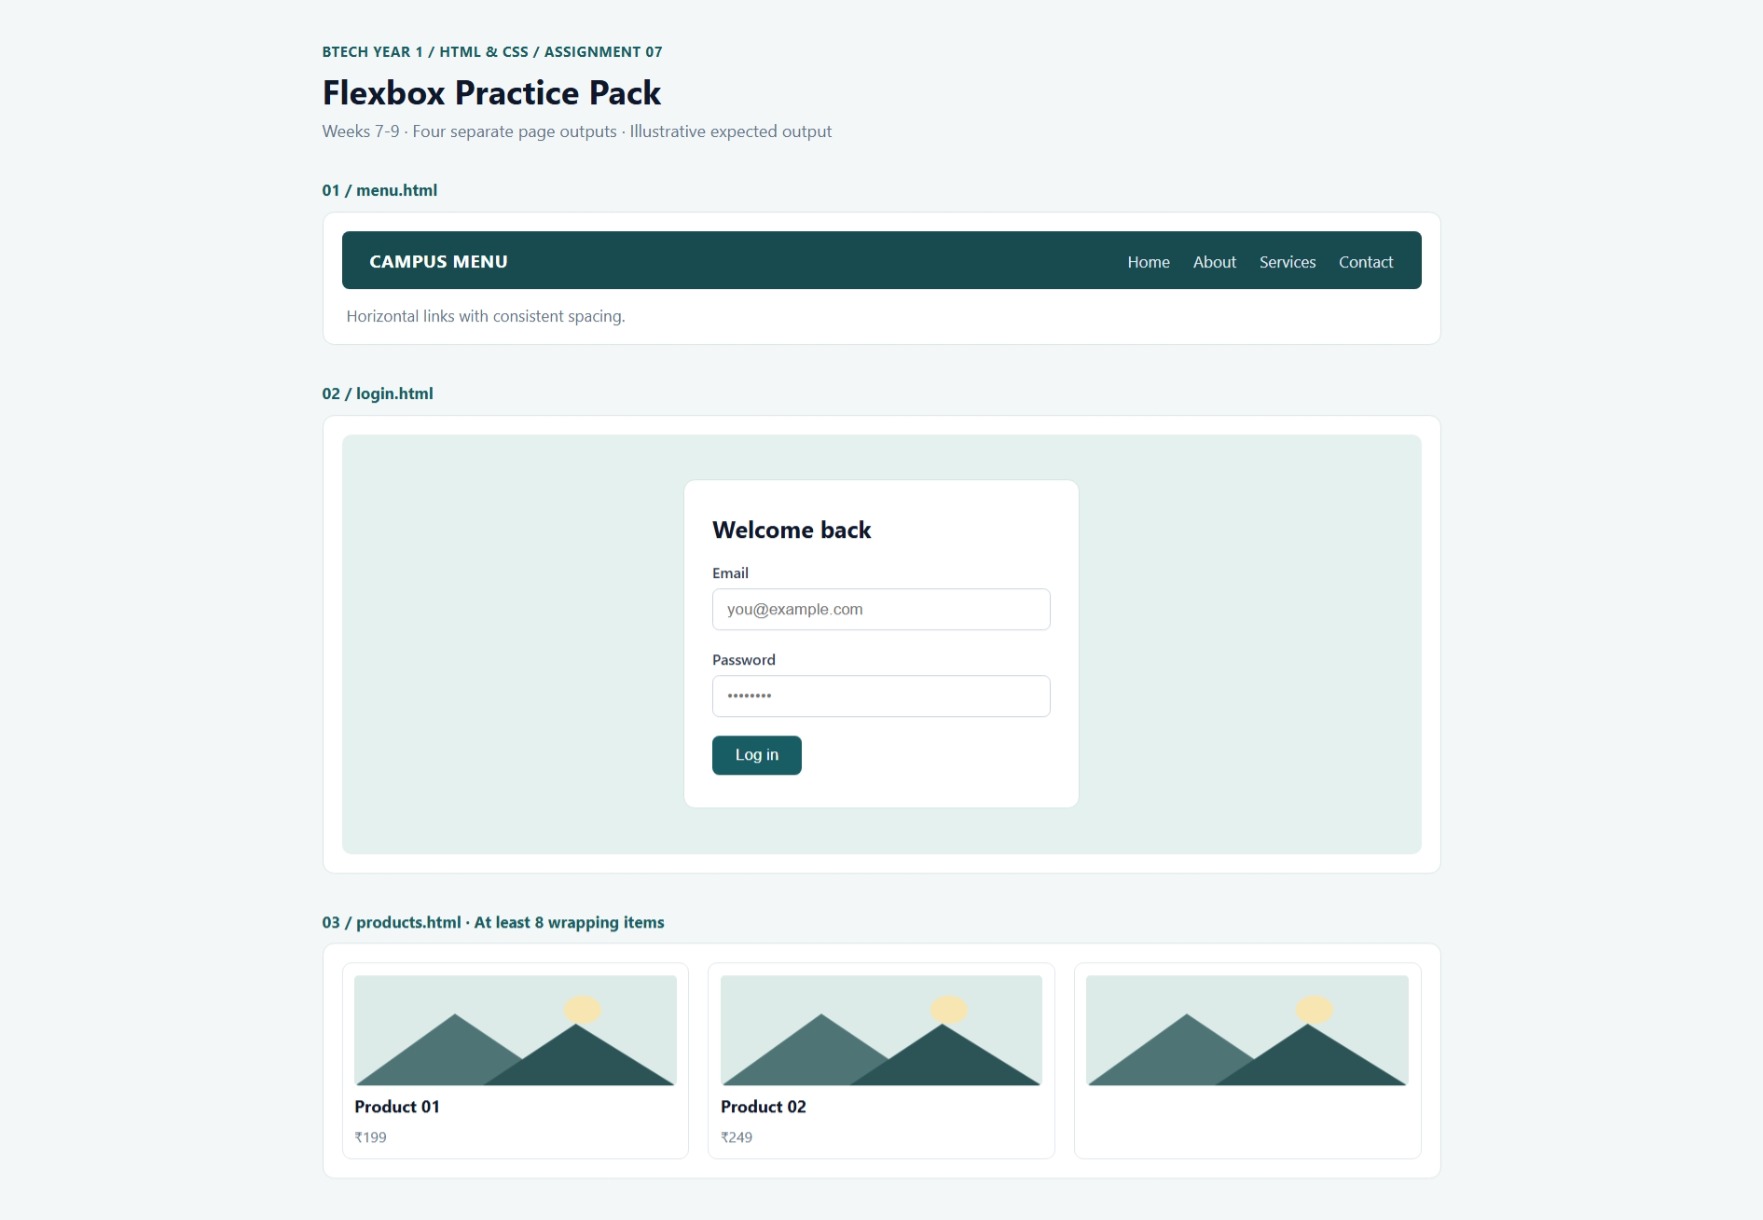 BTECH YEAR 1 / HTML & CSS / ASSIGNMENT 07
Flexbox Practice Pack
Weeks 7-9 · Four separate page outputs · Illustrative expected output
01 / menu.html
CAMPUS MENU
Home About Services Contact
Horizontal links with consistent spacing.
02 / login.html
Welcome back
Email
you@example.com
Password
••••••••
Log in
03 / products.html · At least 8 wrapping items
Product 01
₹199
Product 02
₹249